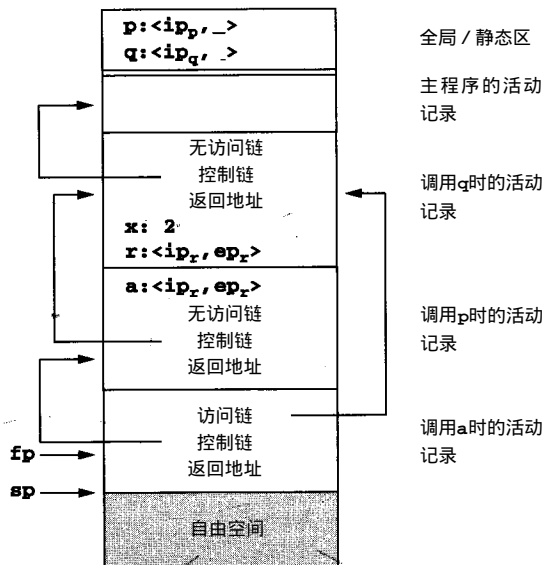 p:<ip_p,_>
q:<ip_q,_>
全局 / 静态区
主程序的活动
记录
无访问链
控制链
返回地址
x: 2
r:<ip_r,ep_r>
调用q时的活动
记录
a:<ip_r,ep_r>
无访问链
控制链
返回地址
调用p时的活动
记录
访问链
控制链
返回地址
调用a时的活动
记录
fp
sp
自由空间